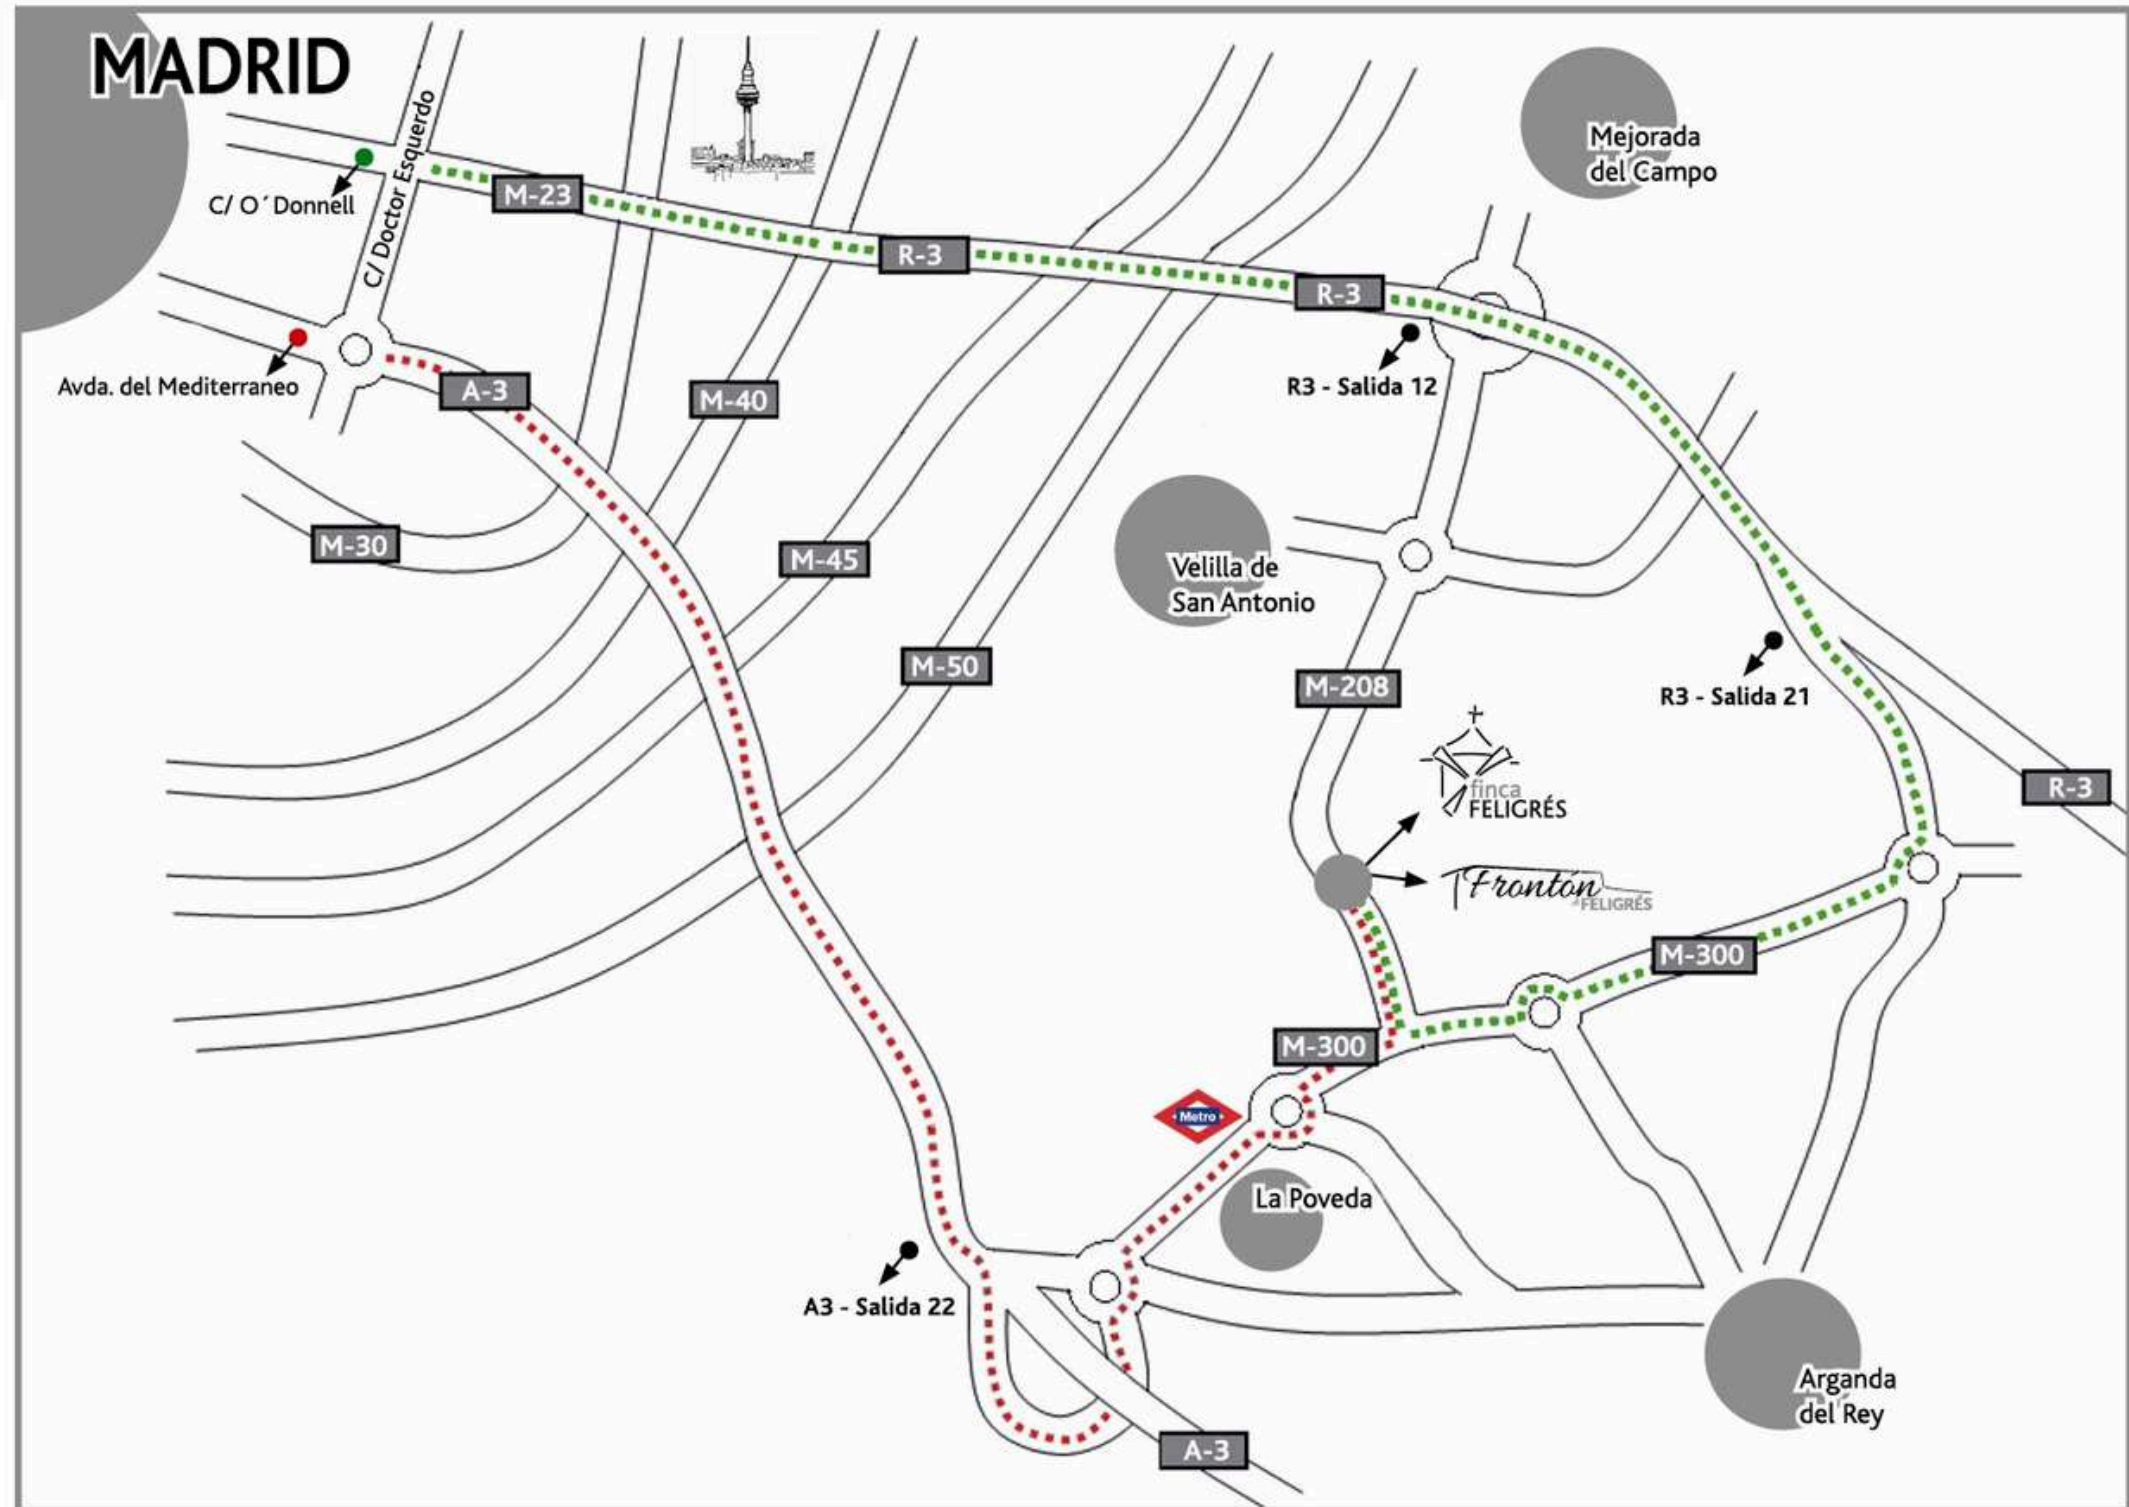 MADRID
C/ Doctor Esquerdo
C/ O´Donnell
M-23
R-3
R-3
Mejorada
del Campo
R3 - Salida 12
Avda. del Mediterraneo
A-3
M-40
M-30
M-45
Velilla de
San Antonio
M-50
M-208
R3 - Salida 21
R-3
finca
FELIGRÉS
Frontón
FELIGRÉS
M-300
M-300
Metro
La Poveda
A3 - Salida 22
Arganda
del Rey
A-3